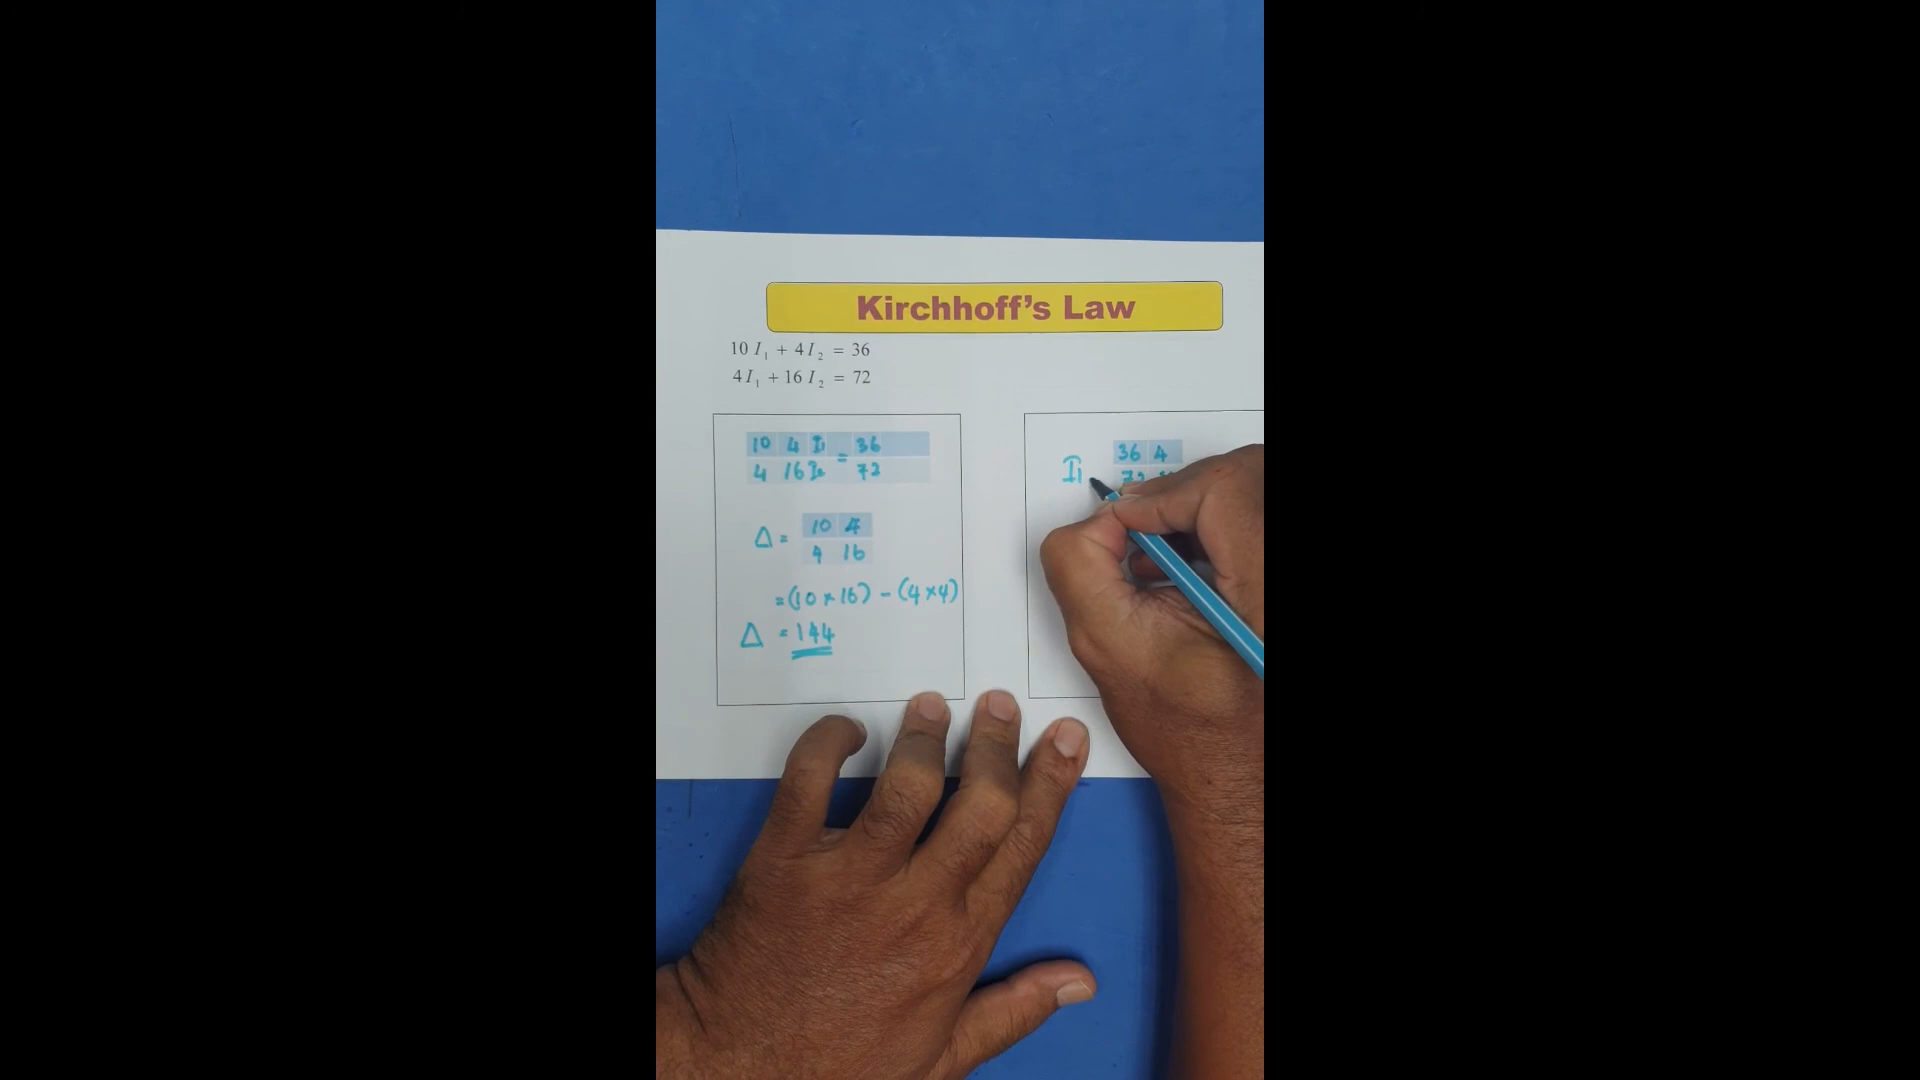 Kirchhoff's Law
10 I₁ + 4 I₂ = 36
4 I₁ + 16 I₂ = 72
10 4 I₁ = 36
4 16 I₂ 72
Δ = 10 4
4 16
= (10 × 16) - (4 × 4)
Δ = 144
I₁ 36 4
72